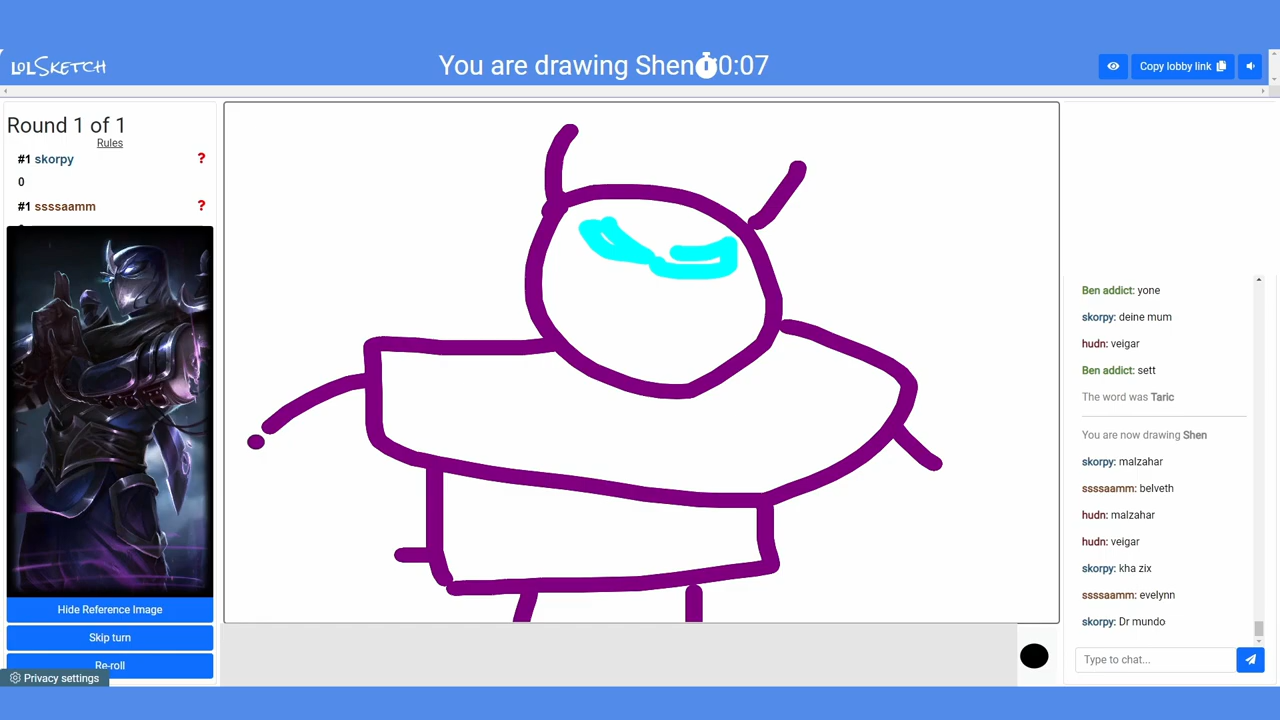 LOLSKETCH
You are drawing Shen 0:07
Copy lobby link
Round 1 of 1
Rules
#1 skorpy ?
0
#1 ssssaamm ?
Hide Reference Image
Skip turn
Re-roll
Privacy settings
Ben addict: yone
skorpy: deine mum
hudn: veigar
Ben addict: sett
The word was Taric
You are now drawing Shen
skorpy: malzahar
ssssaamm: belveth
hudn: malzahar
hudn: veigar
skorpy: kha zix
ssssaamm: evelynn
skorpy: Dr mundo
Type to chat...